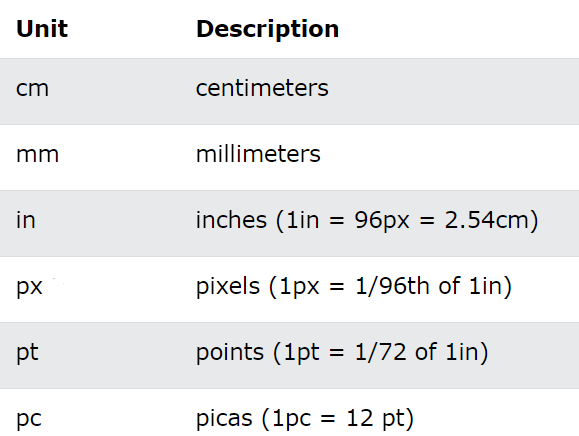 Unit Description
cm centimeters
mm millimeters
in inches (1in = 96px = 2.54cm)
px pixels (1px = 1/96th of 1in)
pt points (1pt = 1/72 of 1in)
pc picas (1pc = 12 pt)